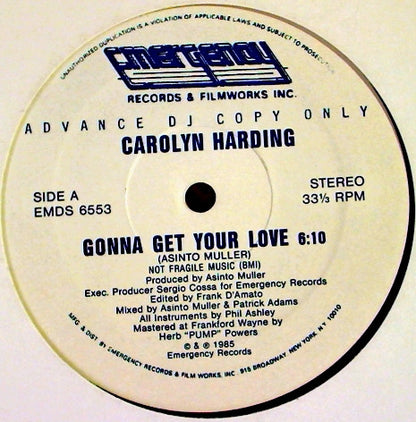 UNAUTHORIZED DUPLICATION IS A VIOLATION OF APPLICABLE LAWS AND SUBJECT TO PROSECUTION
Emergency
RECORDS & FILMWORKS INC.
ADVANCE DJ COPY ONLY
CAROLYN HARDING
SIDE A
EMDS 6553
STEREO
33⅓ RPM
GONNA GET YOUR LOVE 6:10
(ASINTO MULLER)
NOT FRAGILE MUSIC (BMI)
Produced by Asinto Muller
Exec. Producer Sergio Cossa for Emergency Records
Edited by Frank D'Amato
Mixed by Asinto Muller & Patrick Adams
All Instruments by Phil Ashley
Mastered at Frankford Wayne by
Herb "PUMP" Powers
© & ℗ 1985
Emergency Records
MFG. & DIST. BY EMERGENCY RECORDS & FILM WORKS, INC. 915 BROADWAY, NEW YORK, N.Y. 10010